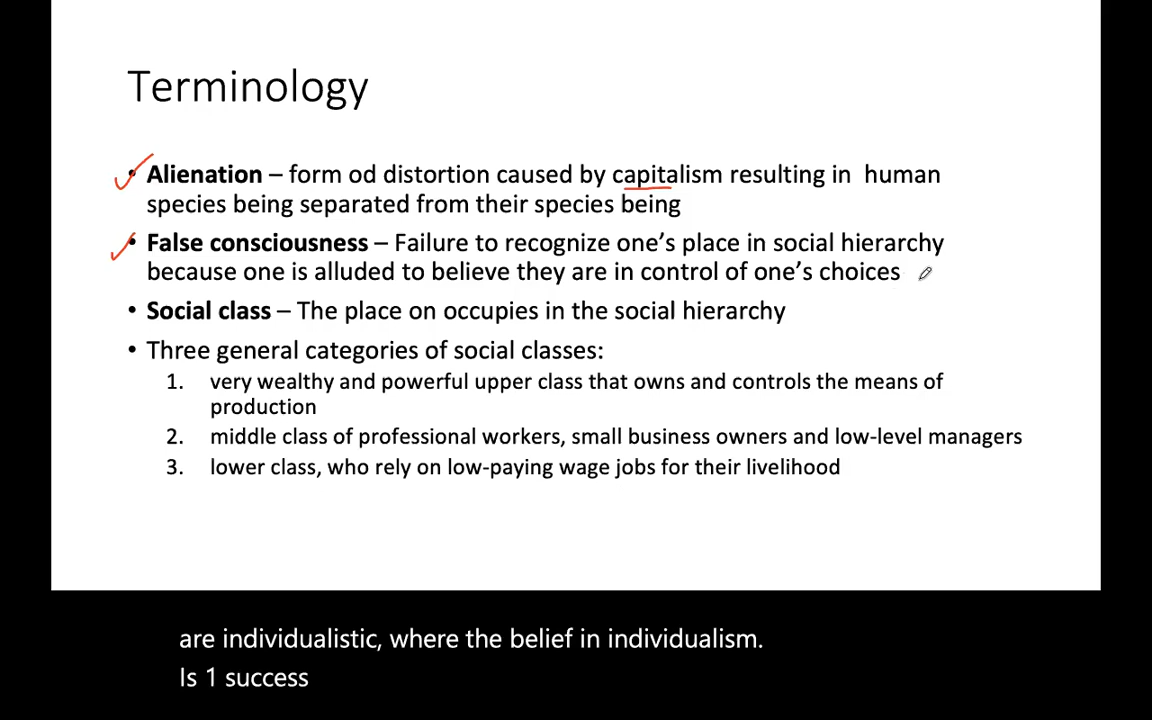 Terminology
• Alienation – form od distortion caused by capitalism resulting in human
species being separated from their species being
• False consciousness – Failure to recognize one’s place in social hierarchy
because one is alluded to believe they are in control of one’s choices
• Social class – The place on occupies in the social hierarchy
• Three general categories of social classes:
1. very wealthy and powerful upper class that owns and controls the means of
production
2. middle class of professional workers, small business owners and low-level managers
3. lower class, who rely on low-paying wage jobs for their livelihood
are individualistic, where the belief in individualism.
Is 1 success